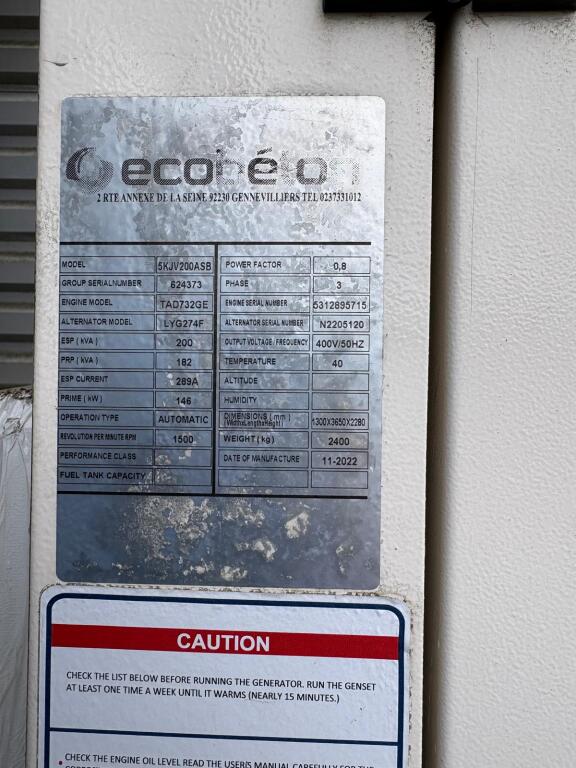 ecobéton
2 RTE ANNEXE DE LA SEINE 92230 GENNEVILLIERS TEL 0237331012
MODEL 5KJV200ASB POWER FACTOR 0,8
GROUP SERIALNUMBER 624373 PHASE 3
ENGINE MODEL TAD732GE ENGINE SERIAL NUMBER 5312895715
ALTERNATOR MODEL LYG274F ALTERNATOR SERIAL NUMBER N2205120
ESP ( kVA ) 200 OUTPUT VOLTAGE / FREQUENCY 400V/50HZ
PRP ( kVA ) 182 TEMPERATURE 40
ESP CURRENT 289A ALTITUDE
PRIME ( kW ) 146 HUMIDITY
OPERATION TYPE AUTOMATIC DIMENSIONS ( mm ) (WidthxLengthxHeight) 1300X3650X2280
REVOLUTION PER MINUTE RPM 1500 WEIGHT ( kg ) 2400
PERFORMANCE CLASS DATE OF MANUFACTURE 11-2022
FUEL TANK CAPACITY
CAUTION
CHECK THE LIST BELOW BEFORE RUNNING THE GENERATOR. RUN THE GENSET
AT LEAST ONE TIME A WEEK UNTIL IT WARMS (NEARLY 15 MINUTES.)
• CHECK THE ENGINE OIL LEVEL READ THE USER'S MANUAL CAREFULLY FOR THE